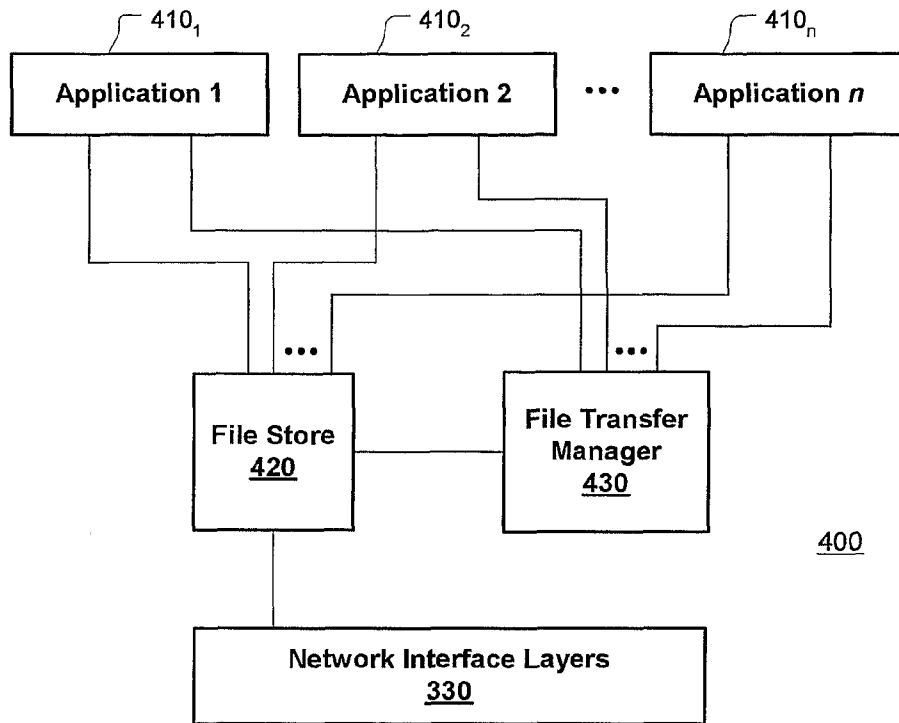 410₁ 410₂ 410ₙ
Application 1 Application 2 ••• Application n
••• •••
File Store
420
File Transfer
Manager
430
400
Network Interface Layers
330